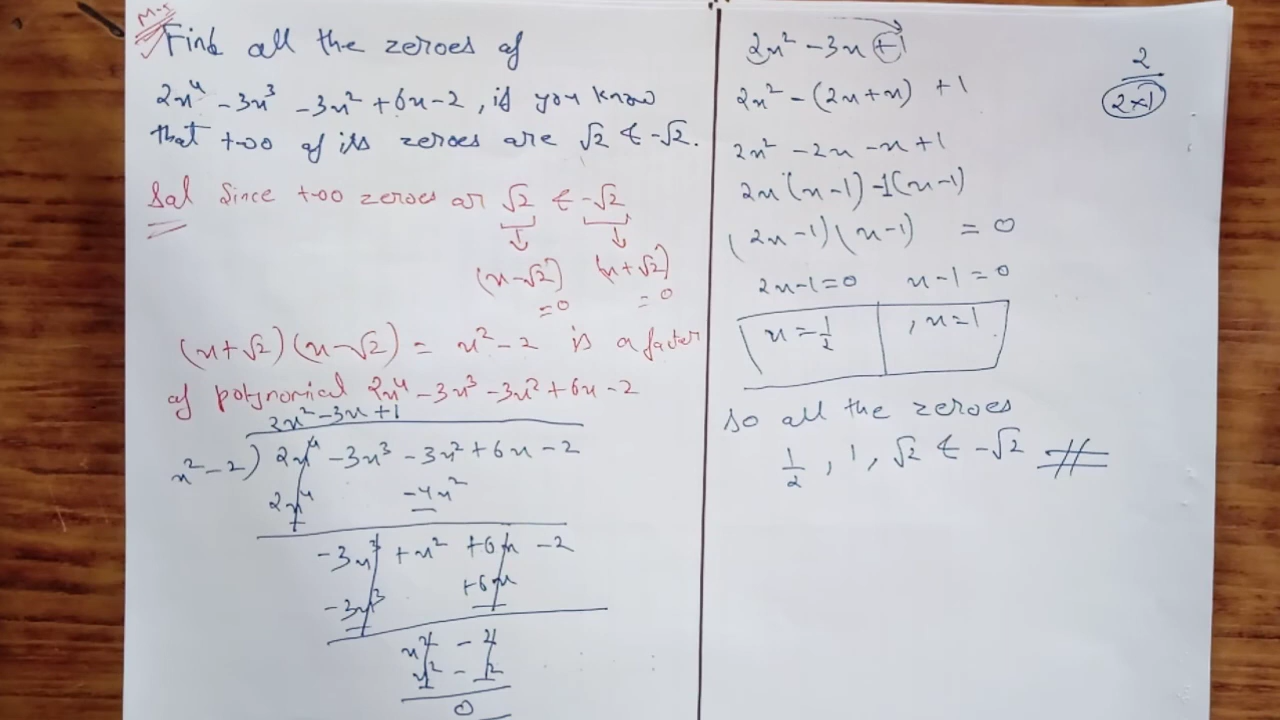 M-S
Find all the zeroes of
2x⁴ - 3x³ - 3x² + 6x - 2, if you know
that two of its zeroes are √2 & -√2.
Sol Since two zeroes ar √2 & -√2
(x-√2) (x+√2)
=0 =0
(x+√2)(x-√2) = x² - 2 is a factor
of polynomical 2x⁴ - 3x³ - 3x² + 6x - 2
2x² - 3x + 1
x² - 2 ) 2x⁴ - 3x³ - 3x² + 6x - 2
2x⁴ - 4x²
-3x³ + x² + 6x - 2
-3x³ + 6x
x² - 2
x² - 2
0
2x² - 3x + 1
2x² - (2x + x) + 1
2x² - 2x - x + 1
2x(x-1) - 1(x-1)
(2x-1)(x-1) = 0
2x-1=0 x-1=0
x = 1/2 , x = 1
So all the zeroes
1/2 , 1 , √2 & -√2
2
2×1